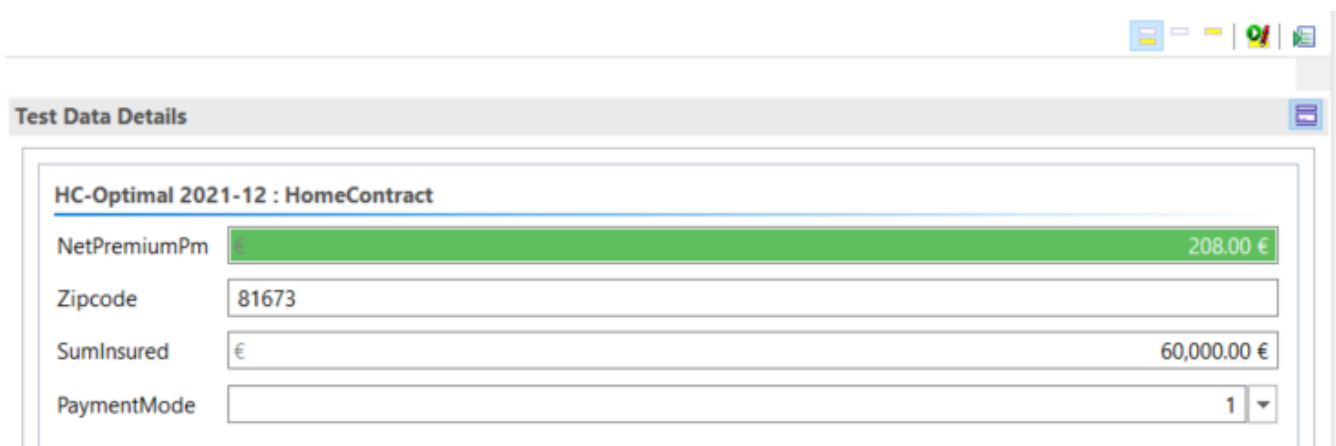 Test Data Details
HC-Optimal 2021-12 : HomeContract
NetPremiumPm € 208.00 €
Zipcode 81673
SumInsured € 60,000.00 €
PaymentMode 1